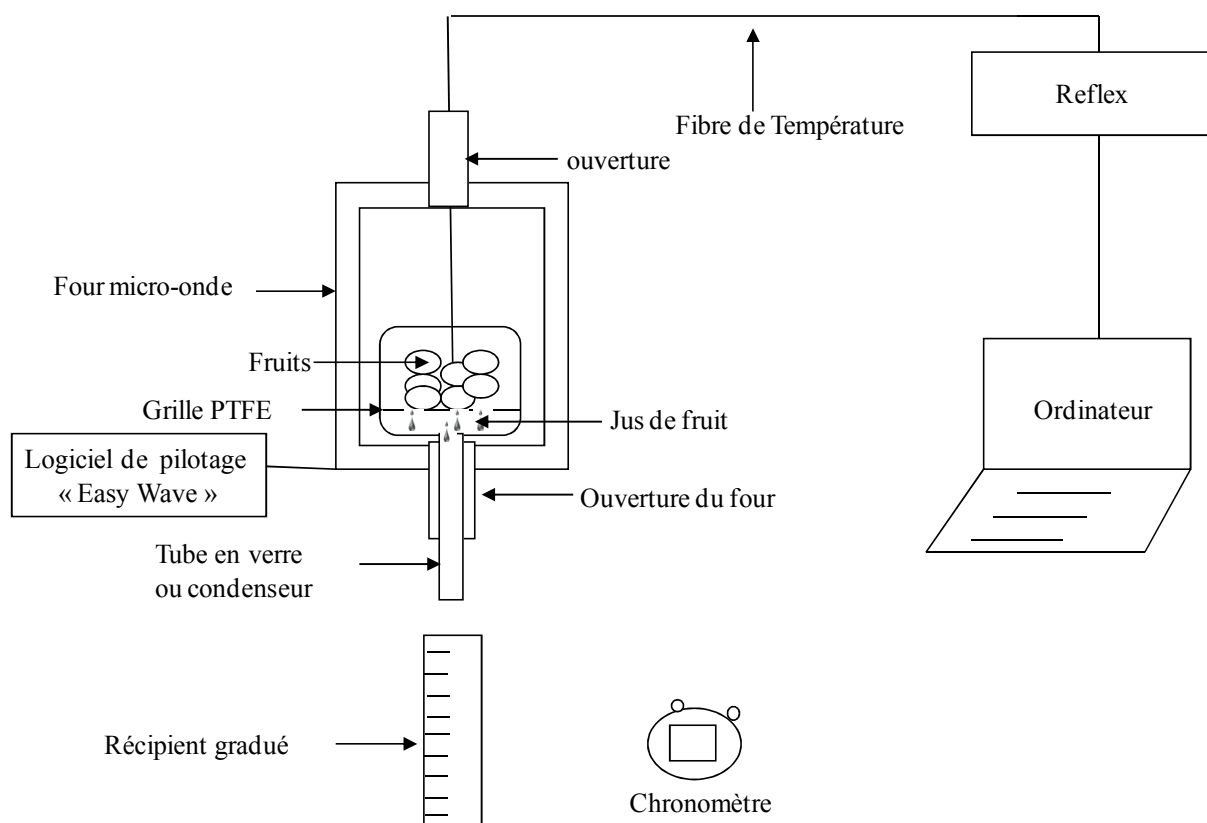 Reflex
Fibre de Température
ouverture
Four micro-onde
Fruits
Grille PTFE
Jus de fruit
Ordinateur
Logiciel de pilotage
« Easy Wave »
Ouverture du four
Tube en verre
ou condenseur
Récipient gradué
Chronomètre